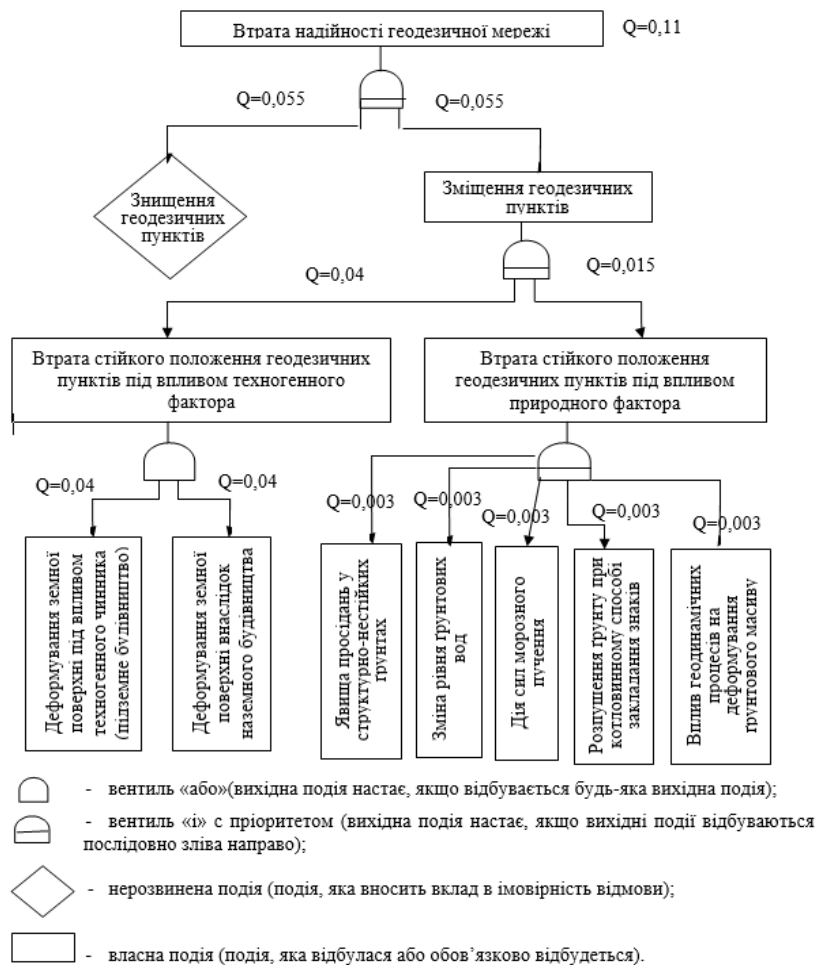 Втрата надійності геодезичної мережі
Q=0,11
Q=0,055
Q=0,055
Знищення
геодезичних
пунктів
Зміщення геодезичних
пунктів
Q=0,04
Q=0,015
Втрата стійкого положення геодезичних
пунктів під впливом техногенного
фактора
Втрата стійкого положення
геодезичних пунктів під впливом
природного фактора
Q=0,04
Q=0,04
Q=0,003
Q=0,003
Q=0,003
Q=0,003
Q=0,003
Деформування земної
поверхні під впливом
техногенного чинника
(підземне будівництво)
Деформування земної
поверхні внаслідок
наземного будівництва
Явища просідань у
структурно-нестійких
ґрунтах
Зміна рівня ґрунтових
вод
Дія сил морозного
пучення
Розпушення ґрунту при
котловинному способі
закладання знаків
Вплив геодинамічних
процесів на
деформування
ґрунтового масиву
- вентиль «або»(вихідна подія настає, якщо відбувається будь-яка вихідна подія);
- вентиль «і» с пріоритетом (вихідна подія настає, якщо вихідні події відбуваються
послідовно зліва направо);
- нерозвинена подія (подія, яка вносить вклад в імовірність відмови);
- власна подія (подія, яка відбулася або обов’язково відбудеться).